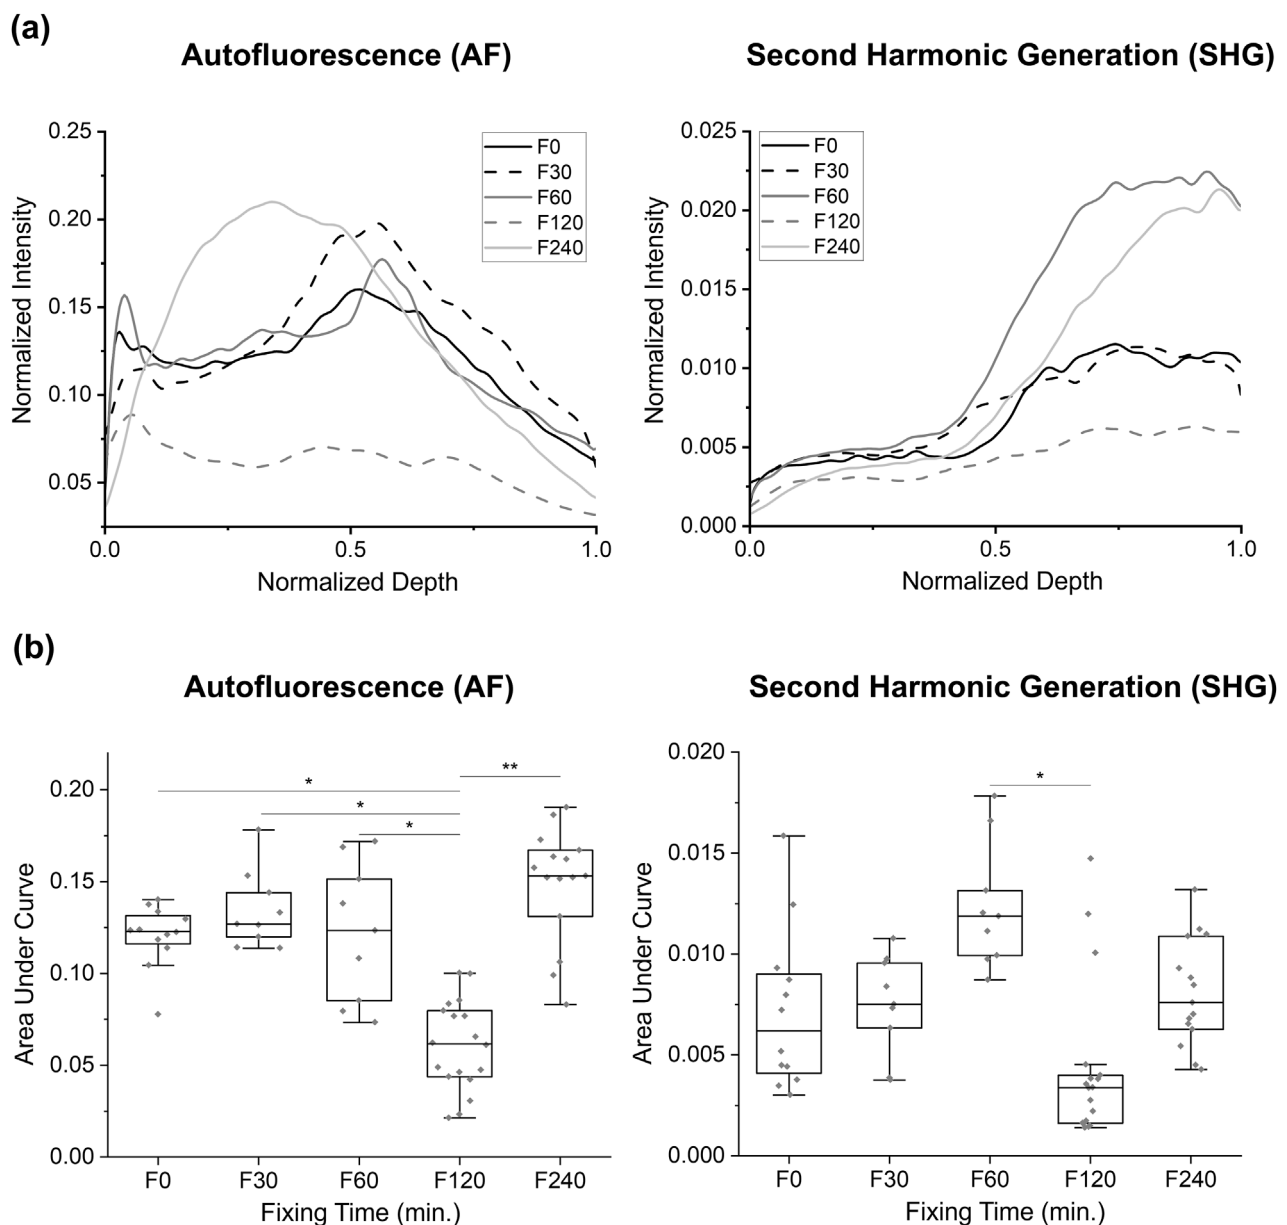 (a)
Autofluorescence (AF)
Second Harmonic Generation (SHG)
0.25
0.20
0.15
0.10
0.05
Normalized Intensity
F0
F30
F60
F120
F240
0.0
0.5
1.0
Normalized Depth
0.025
0.020
0.015
0.010
0.005
0.000
Normalized Intensity
F0
F30
F60
F120
F240
0.0
0.5
1.0
Normalized Depth
(b)
Autofluorescence (AF)
Second Harmonic Generation (SHG)
0.20
0.15
0.10
0.05
0.00
Area Under Curve
*
*
*
**
F0
F30
F60
F120
F240
Fixing Time (min.)
0.020
0.015
0.010
0.005
0.000
Area Under Curve
*
F0
F30
F60
F120
F240
Fixing Time (min.)